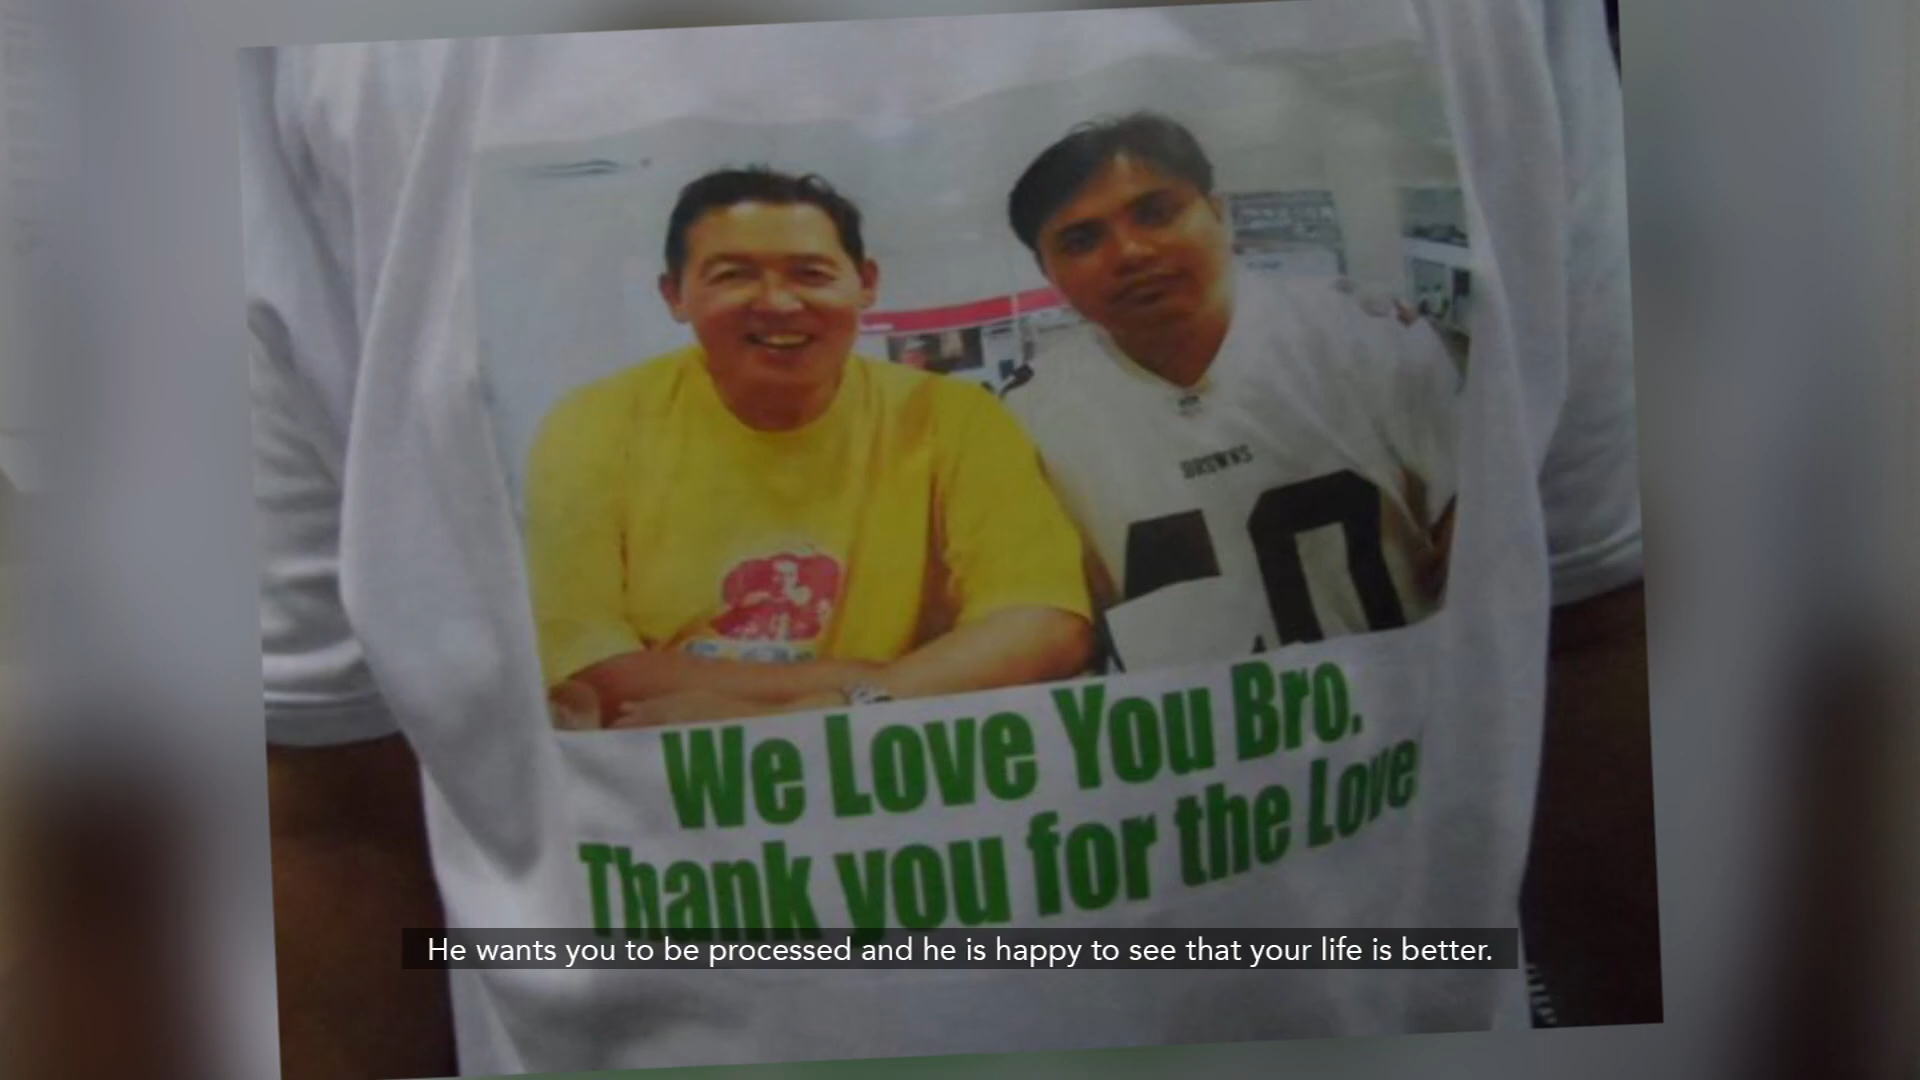 BROWNS
40
We Love You Bro.
Thank you for the Love
He wants you to be processed and he is happy to see that your life is better.